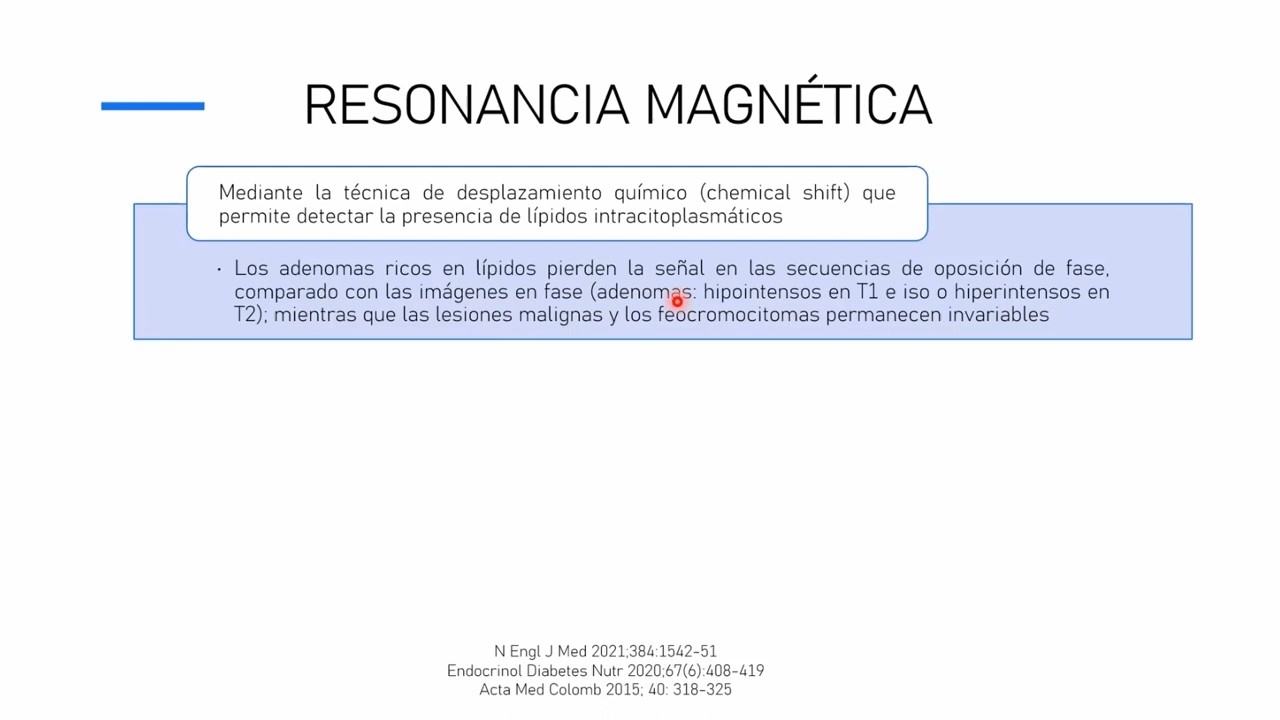 RESONANCIA MAGNÉTICA
Mediante la técnica de desplazamiento químico (chemical shift) que
permite detectar la presencia de lípidos intracitoplasmáticos
· Los adenomas ricos en lípidos pierden la señal en las secuencias de oposición de fase,
comparado con las imágenes en fase (adenomas: hipointensos en T1 e iso o hiperintensos en
T2); mientras que las lesiones malignas y los feocromocitomas permanecen invariables
N Engl J Med 2021;384:1542-51
Endocrinol Diabetes Nutr 2020;67(6):408-419
Acta Med Colomb 2015; 40: 318-325